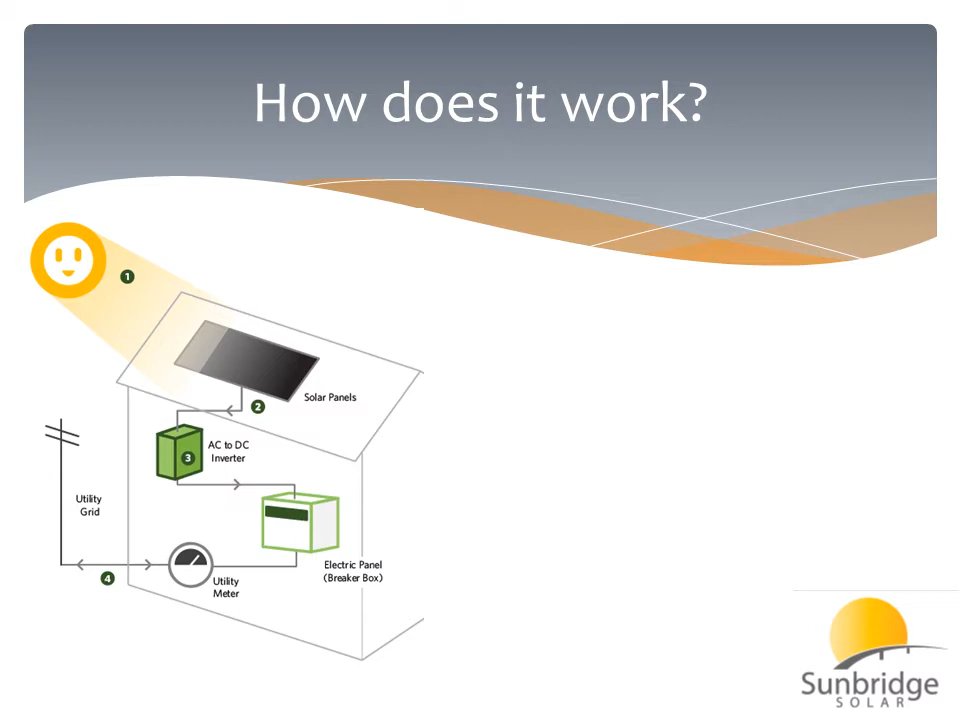 How does it work?
1
Solar Panels
2
AC to DC
Inverter
3
Utility
Grid
Electric Panel
(Breaker Box)
4
Utility
Meter
Sunbridge
SOLAR